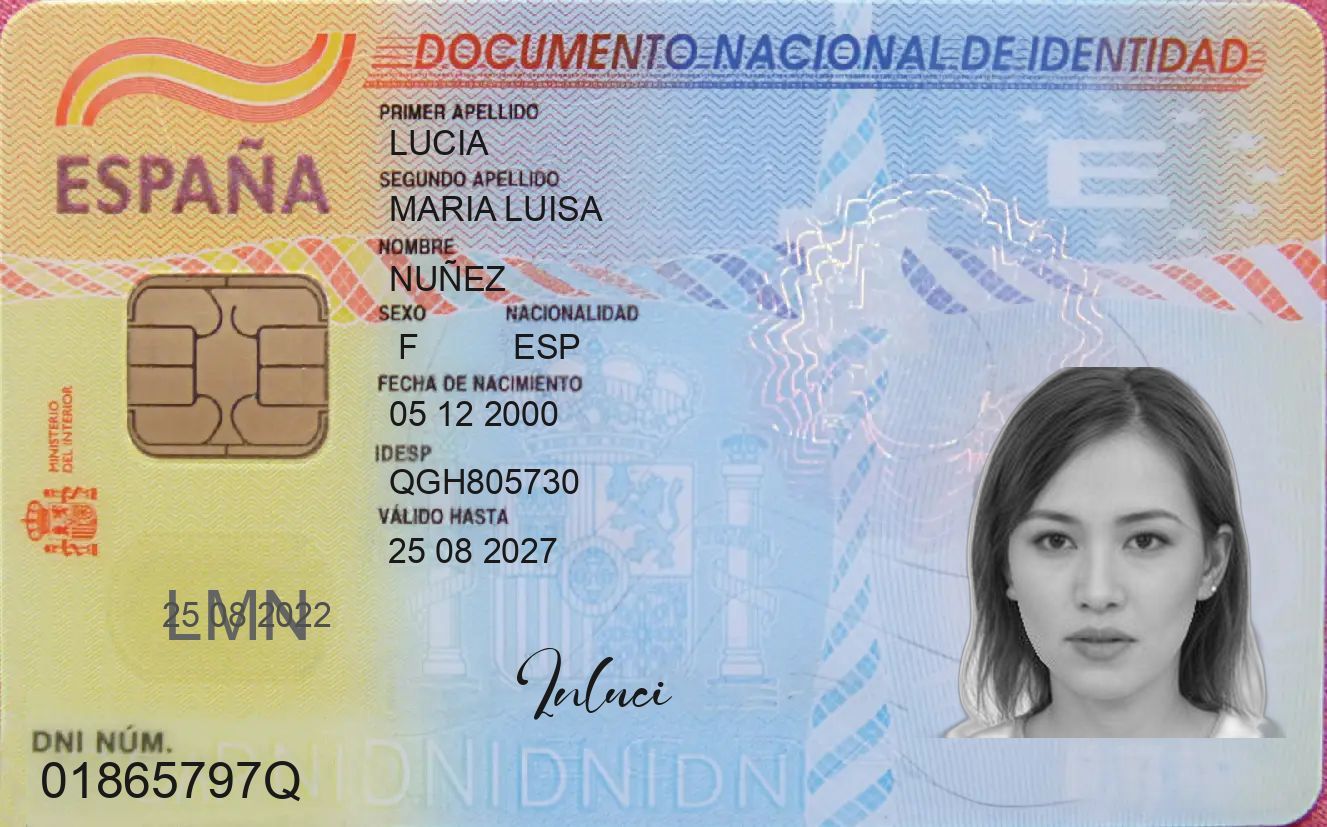 DOCUMENTO NACIONAL DE IDENTIDAD
ESPAÑA
E
PRIMER APELLIDO
LUCIA
SEGUNDO APELLIDO
MARIA LUISA
NOMBRE
NUÑEZ
SEXO NACIONALIDAD
F ESP
FECHA DE NACIMIENTO
05 12 2000
IDESP
QGH805730
VÁLIDO HASTA
25 08 2027
MINISTERIO
DEL INTERIOR
LMN
25 08 2022
Luluci
DNI NÚM.
01865797Q
DNIDNIDNIDNI